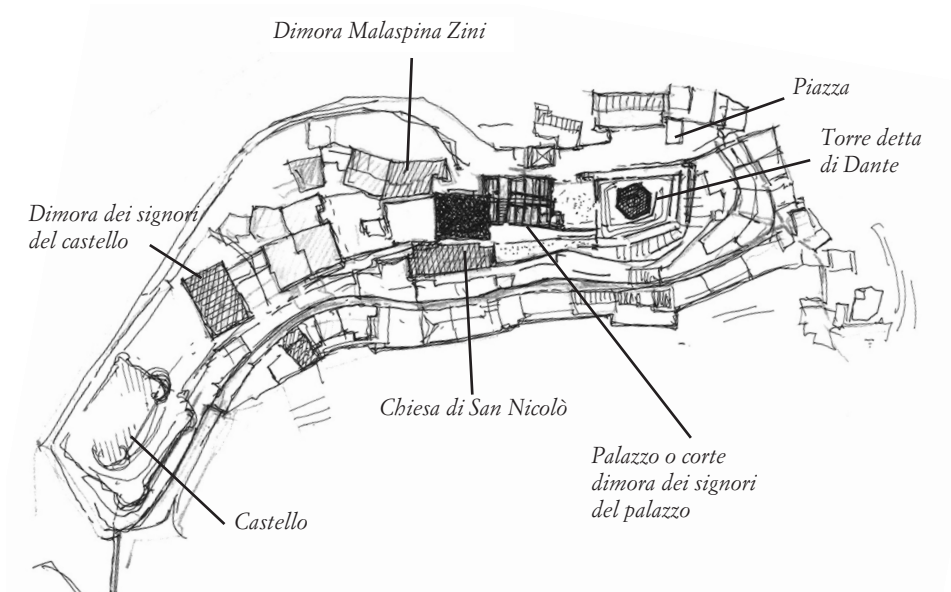 Dimora Malaspina Zini
Piazza
Torre detta
di Dante
Dimora dei signori
del castello
Chiesa di San Nicolò
Palazzo o corte
dimora dei signori
del palazzo
Castello